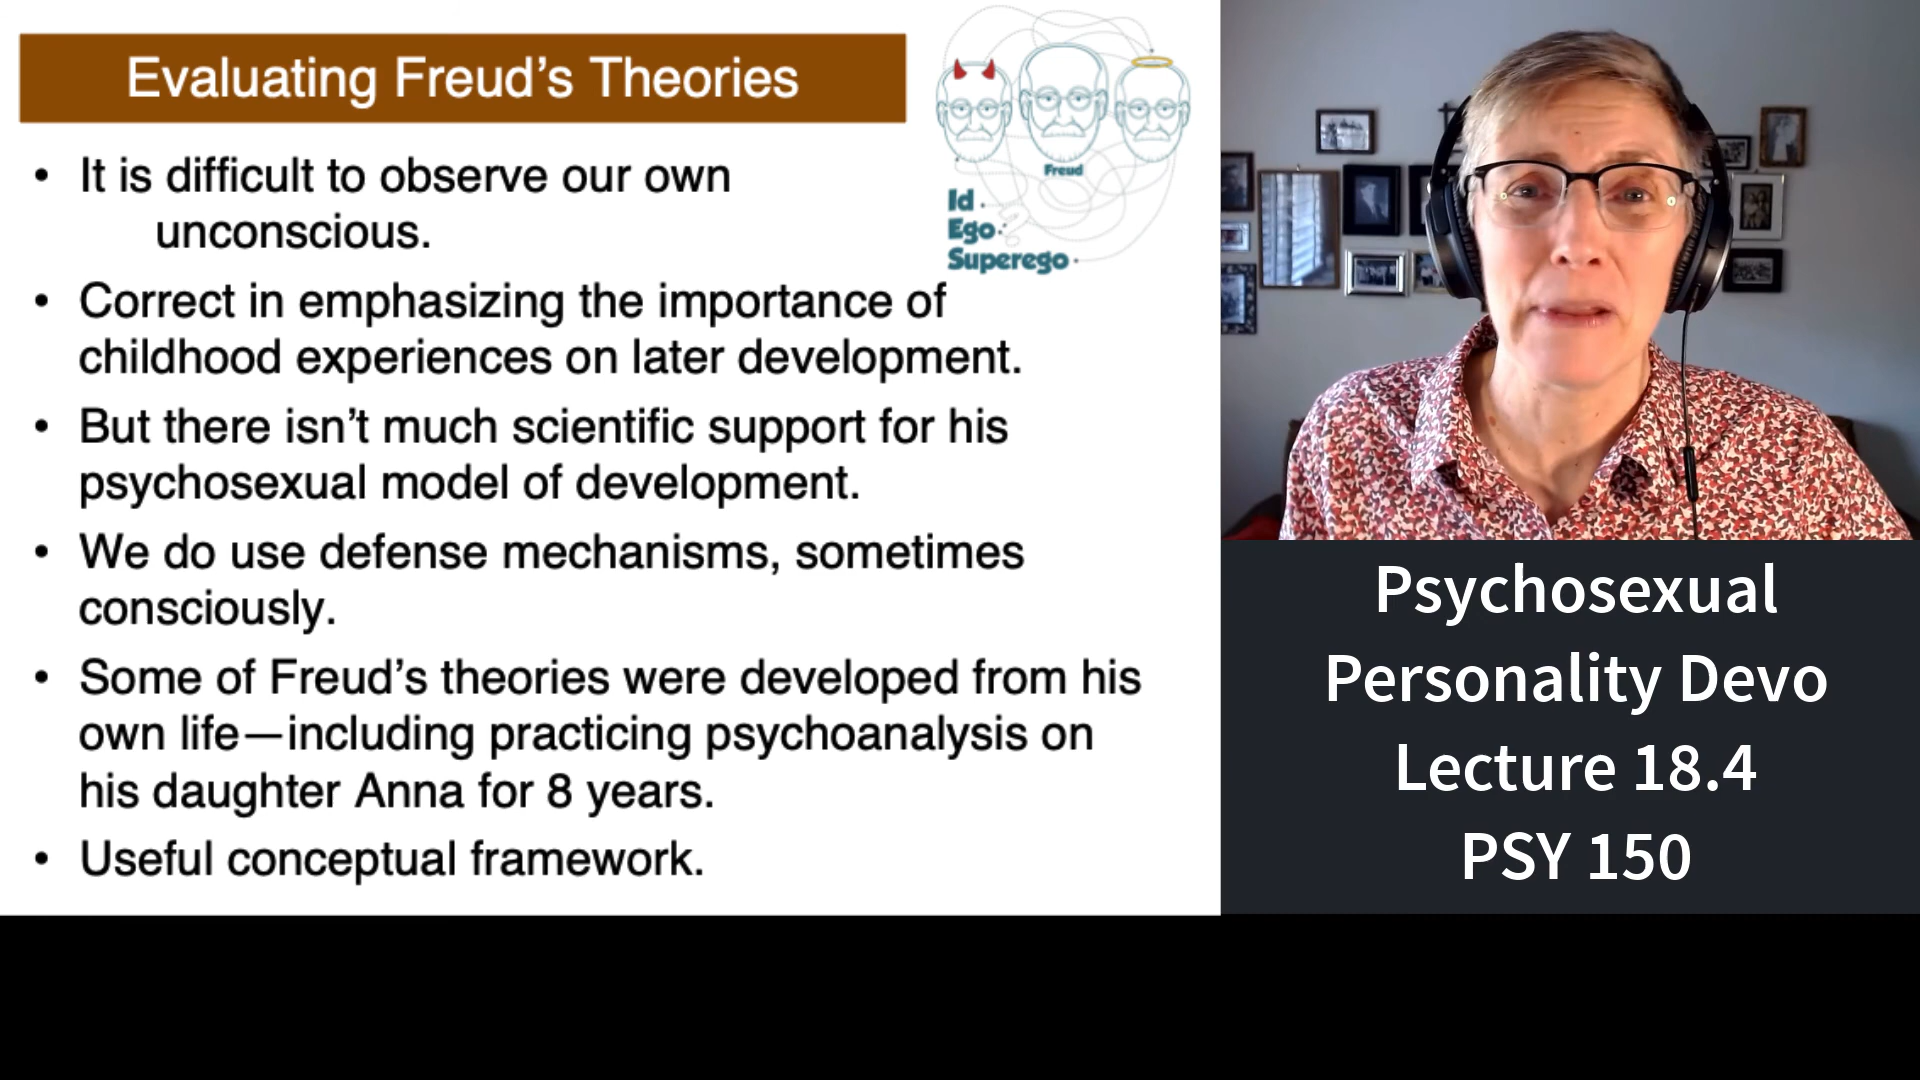 Evaluating Freud's Theories
Freud
Id
Ego
Superego
• It is difficult to observe our own
unconscious.
• Correct in emphasizing the importance of
childhood experiences on later development.
• But there isn't much scientific support for his
psychosexual model of development.
• We do use defense mechanisms, sometimes
consciously.
• Some of Freud's theories were developed from his
own life—including practicing psychoanalysis on
his daughter Anna for 8 years.
• Useful conceptual framework.
Psychosexual
Personality Devo
Lecture 18.4
PSY 150